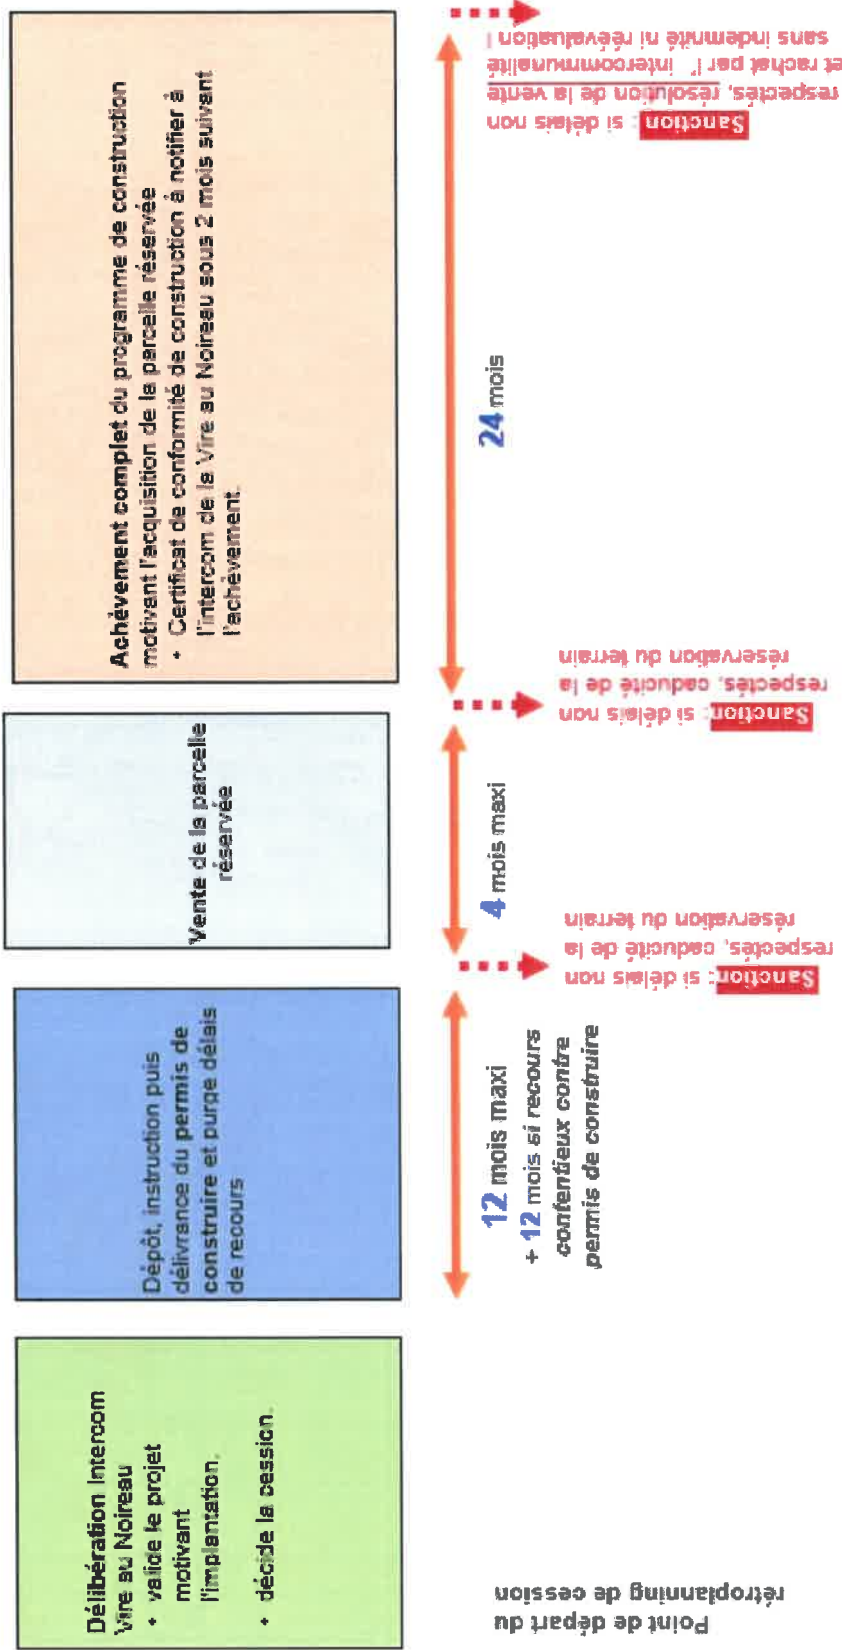 Délibération Intercom
Vire au Noireau
• valide le projet
motivant
l'implantation.
• décide la cession.
Dépôt, instruction puis
délivrance du permis de
construire et purge délais
de recours
Vente de la parcelle
réservée
Achèvement complet du programme de construction
motivant l'acquisition de la parcelle réservée
• Certificat de conformité de construction à notifier à
l'intercom de la Vire au Noireau sous 2 mois suivant
l'achèvement.
Point de départ du
rétroplanning de cession
12 mois maxi
+ 12 mois si recours
contentieux contre
permis de construire
Sanction : si délais non
respectés, caducité de la
réservation du terrain
4 mois maxi
Sanction : si délais non
respectés, caducité de la
réservation du terrain
24 mois
Sanction : si délais non
respectés, résolution de la vente
et rachat par l' intercommunalité
sans indemnité ni réévaluation !